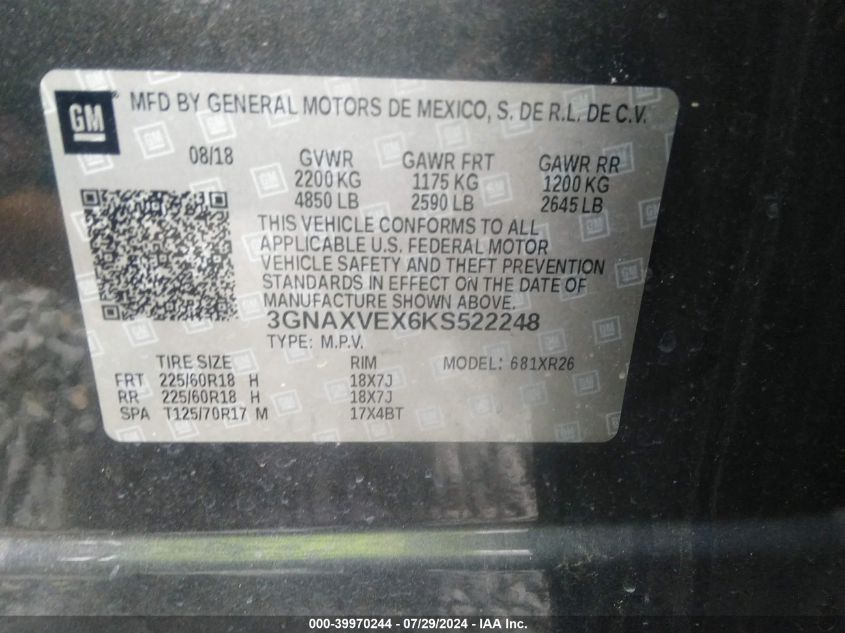 GM MFD BY GENERAL MOTORS DE MEXICO, S. DE R.L. DE C.V.
08/18 GVWR GAWR FRT GAWR RR
2200 KG 1175 KG 1200 KG
4850 LB 2590 LB 2645 LB
THIS VEHICLE CONFORMS TO ALL
APPLICABLE U.S. FEDERAL MOTOR
VEHICLE SAFETY AND THEFT PREVENTION
STANDARDS IN EFFECT ON THE DATE OF
MANUFACTURE SHOWN ABOVE.
3GNAXVEX6KS522248
TYPE: M.P.V.
TIRE SIZE RIM MODEL: 681XR26
FRT 225/60R18 H 18X7J
RR 225/60R18 H 18X7J
SPA T125/70R17 M 17X4BT
000-39970244 - 07/29/2024 - IAA Inc.